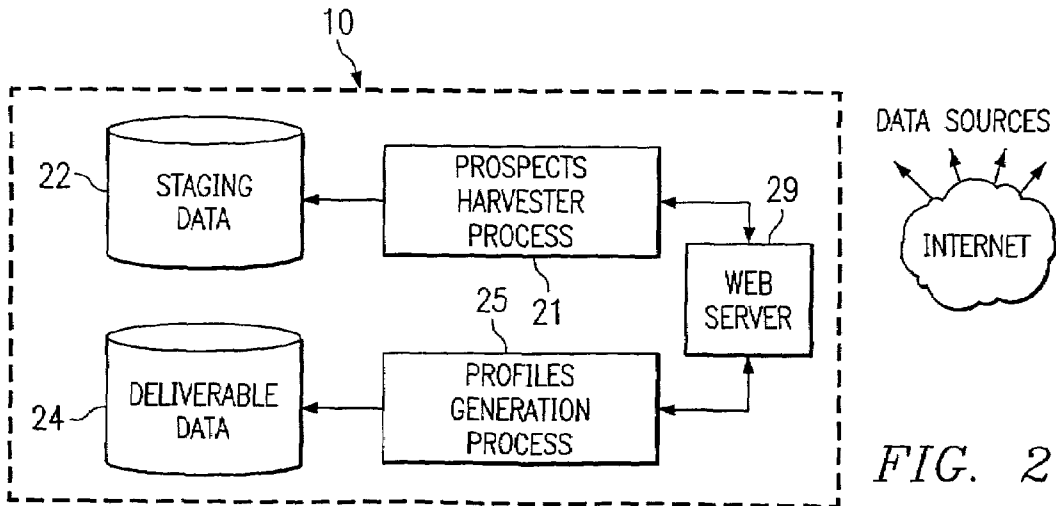 10
22
STAGING
DATA
PROSPECTS
HARVESTER
PROCESS
21
29
WEB
SERVER
DATA SOURCES
INTERNET
24
DELIVERABLE
DATA
25
PROFILES
GENERATION
PROCESS
FIG. 2